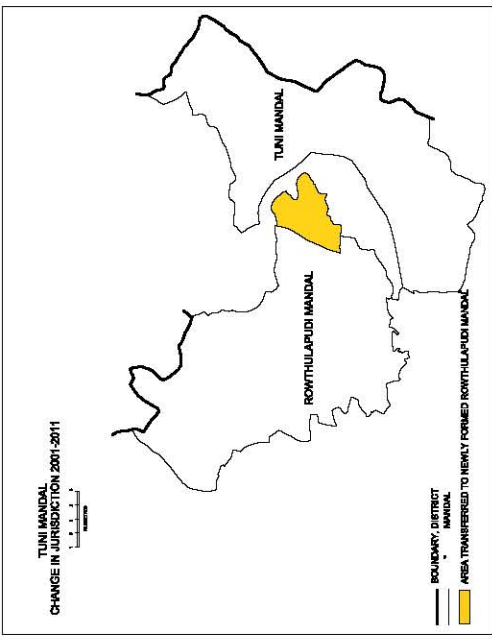 TUNI MANDAL
CHANGE IN JURISDICTION 2001-2011
TUNI MANDAL
ROWTHULAPUDI MANDAL
BOUNDARY, DISTRICT
" MANDAL
AREA TRANSFERRED TO NEWLY FORMED ROWTHULAPUDI MANDAL